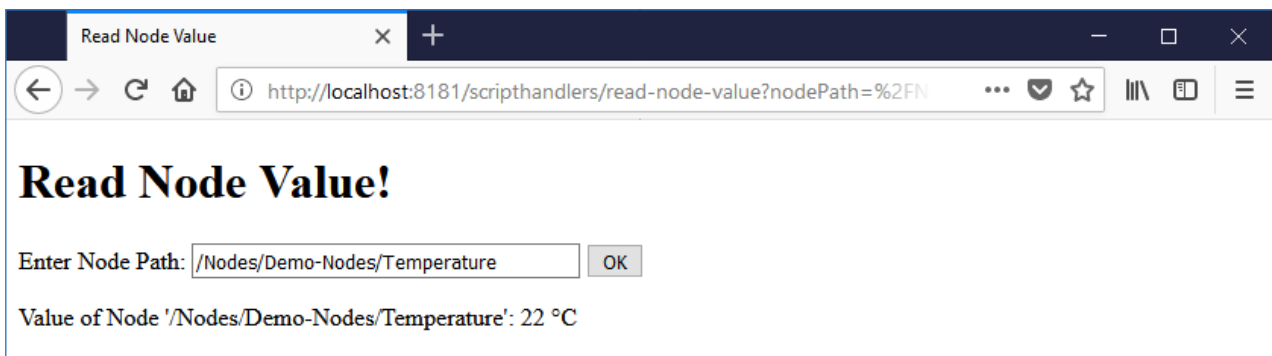 Read Node Value
http://localhost:8181/scripthandlers/read-node-value?nodePath=%2FN
Read Node Value!
Enter Node Path: /Nodes/Demo-Nodes/Temperature OK
Value of Node '/Nodes/Demo-Nodes/Temperature': 22 °C